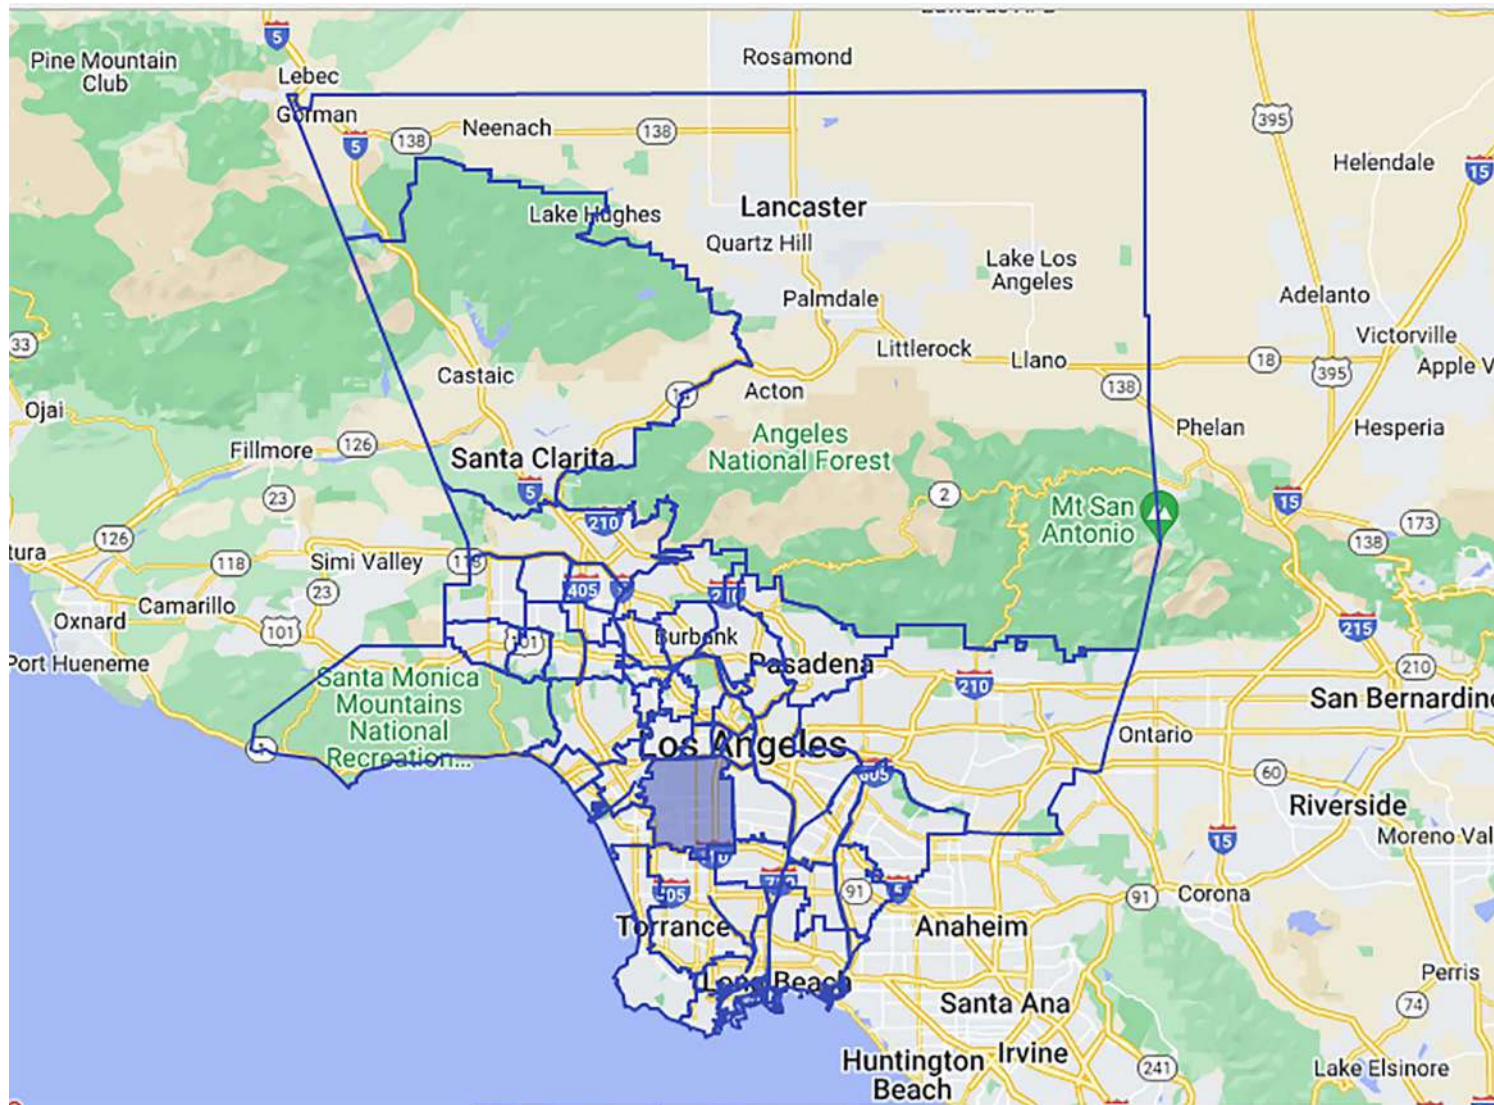 5
Rosamond
Pine Mountain
Club
Lebec
Gorman
395
138
Neenach
138
5
Helendale
15
Lancaster
Lake Hughes
Quartz Hill
Lake Los
Angeles
Adelanto
Palmdale
33
Victorville
Littlerock
Llano
18
395
Apple V
Castaic
138
Acton
Ojai
Phelan
Hesperia
Angeles
National Forest
Fillmore
126
Santa Clarita
23
5
2
15
Mt San
Antonio
210
173
126
138
tura
118
Simi Valley
118
23
405
Camarillo
Oxnard
101
101
Burbank
215
Port Hueneme
Pasadena
210
210
Santa Monica
Mountains
National
Recreation...
San Bernardino
1
Los Angeles
Ontario
605
60
Riverside
Moreno Val
15
405
91
5
91
Corona
Torrance
Anaheim
Long Beach
Perris
Santa Ana
74
Huntington
Beach
Irvine
241
Lake Elsinore